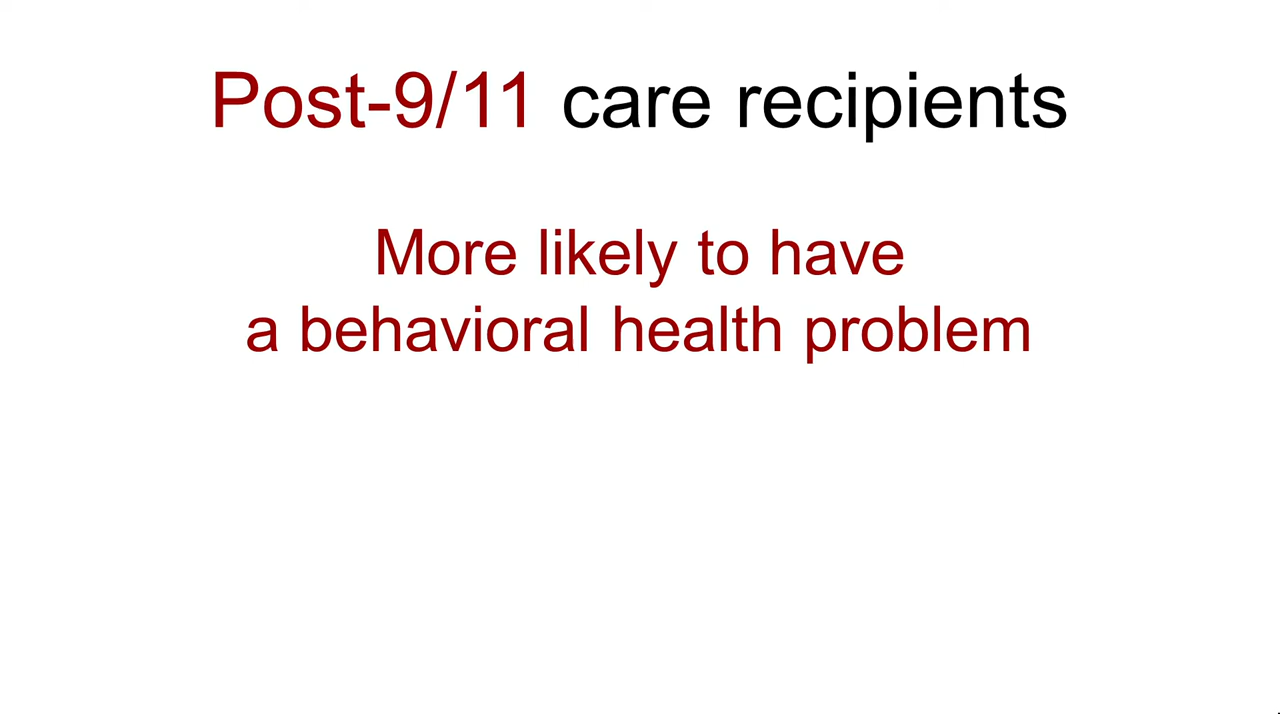 Post-9/11 care recipients
More likely to have
a behavioral health problem